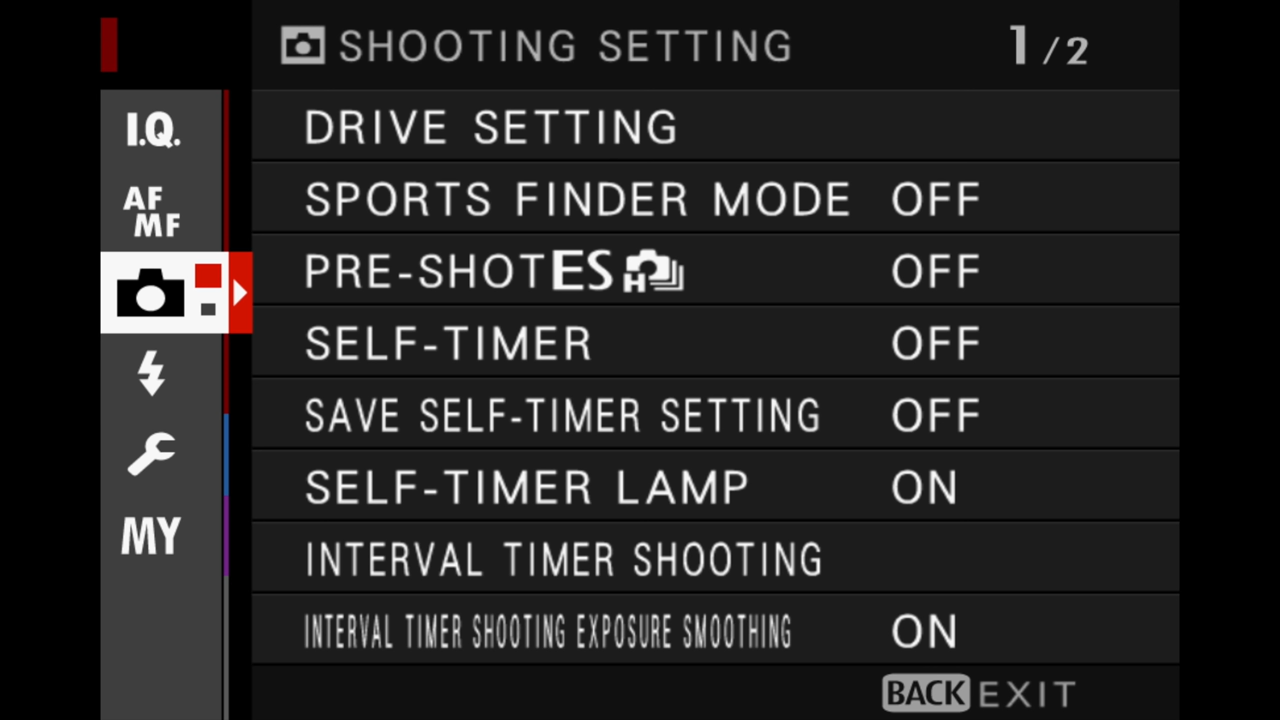 SHOOTING SETTING 1/2
I.Q.
AF
MF
MY
DRIVE SETTING
SPORTS FINDER MODE OFF
PRE-SHOT ES H OFF
SELF-TIMER OFF
SAVE SELF-TIMER SETTING OFF
SELF-TIMER LAMP ON
INTERVAL TIMER SHOOTING
INTERVAL TIMER SHOOTING EXPOSURE SMOOTHING ON
BACK EXIT